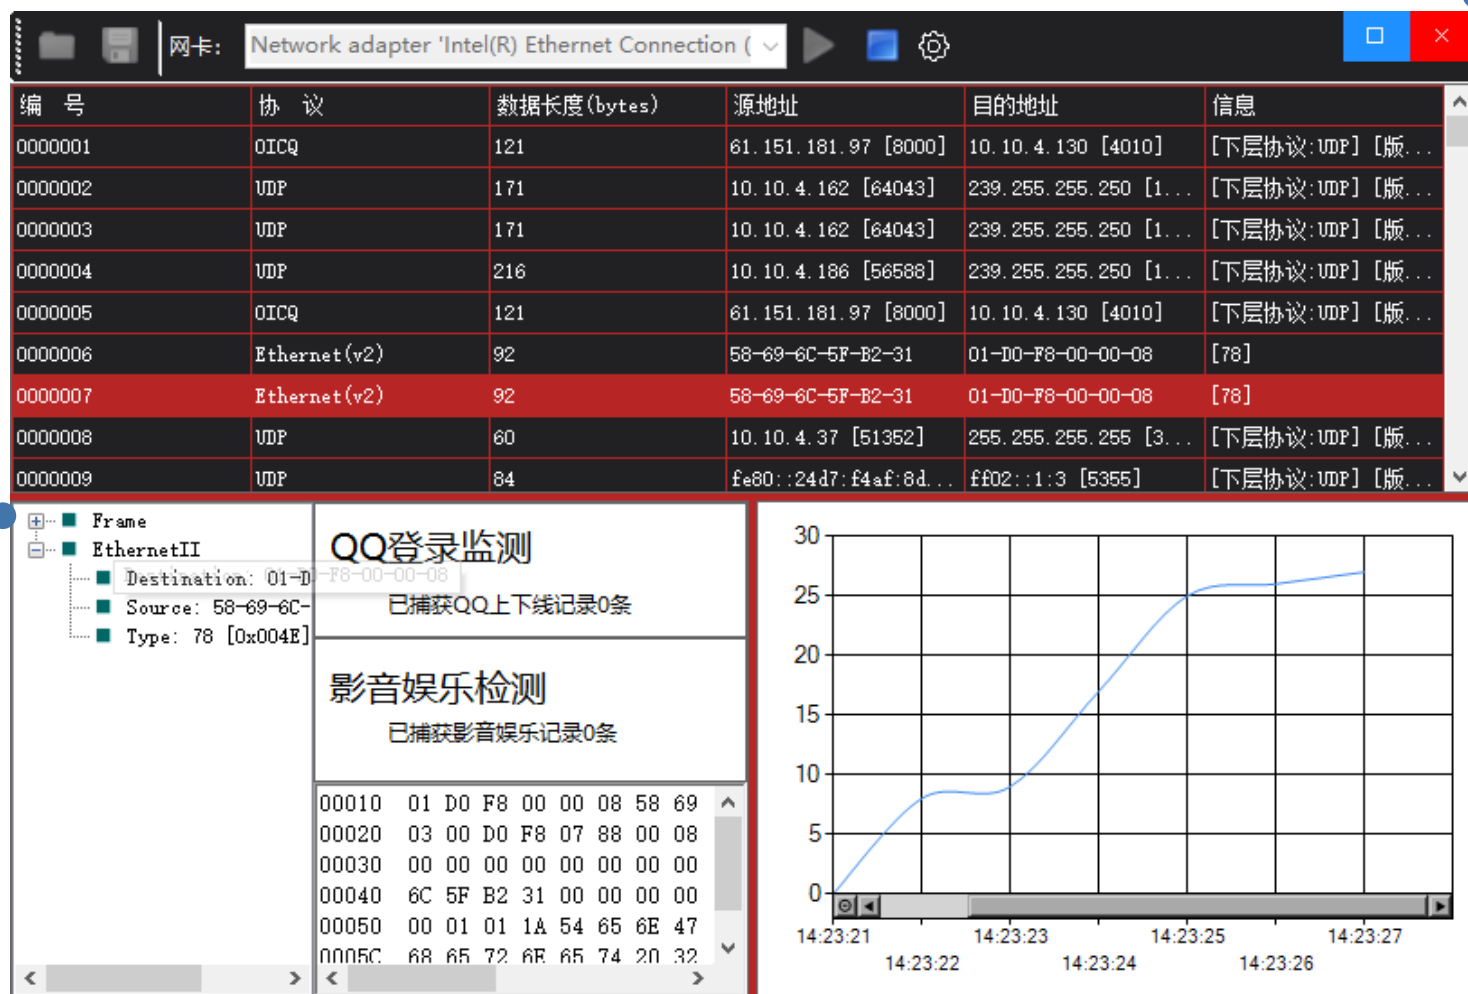 网卡: Network adapter 'Intel(R) Ethernet Connection (
编 号 协 议 数据长度(bytes) 源地址 目的地址 信息
0000001 OICQ 121 61.151.181.97 [8000] 10.10.4.130 [4010] [下层协议:UDP] [版...
0000002 UDP 171 10.10.4.162 [64043] 239.255.255.250 [1... [下层协议:UDP] [版...
0000003 UDP 171 10.10.4.162 [64043] 239.255.255.250 [1... [下层协议:UDP] [版...
0000004 UDP 216 10.10.4.186 [56588] 239.255.255.250 [1... [下层协议:UDP] [版...
0000005 OICQ 121 61.151.181.97 [8000] 10.10.4.130 [4010] [下层协议:UDP] [版...
0000006 Ethernet(v2) 92 58-69-6C-5F-B2-31 01-D0-F8-00-00-08 [78]
0000007 Ethernet(v2) 92 58-69-6C-5F-B2-31 01-D0-F8-00-00-08 [78]
0000008 UDP 60 10.10.4.37 [51352] 255.255.255.255 [3... [下层协议:UDP] [版...
0000009 UDP 84 fe80::24d7:f4af:8d... ff02::1:3 [5355] [下层协议:UDP] [版...
Frame
EthernetII
Destination: 01-D0-F8-00-00-08
Source: 58-69-6C-
Type: 78 [0x004E]
QQ登录监测
已捕获QQ上下线记录0条
影音娱乐检测
已捕获影音娱乐记录0条
00010 01 D0 F8 00 00 08 58 69
00020 03 00 D0 F8 07 88 00 08
00030 00 00 00 00 00 00 00 00
00040 6C 5F B2 31 00 00 00 00
00050 00 01 01 1A 54 65 6E 47
0005C 68 65 72 6E 65 74 20 32
30
25
20
15
10
5
0
14:23:21 14:23:23 14:23:25 14:23:27
14:23:22 14:23:24 14:23:26